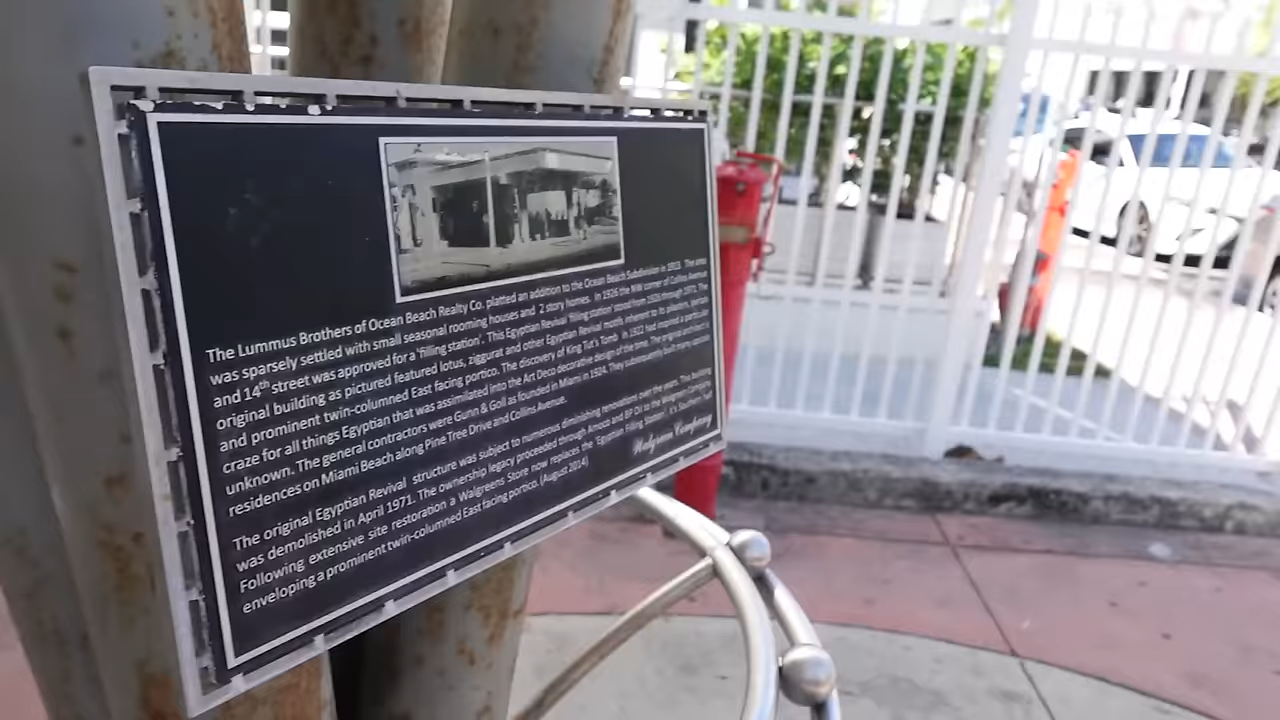 The Lummus Brothers of Ocean Beach Realty Co. platted an addition to the Ocean Beach Subdivision in 1913. The area
was sparsely settled with small seasonal rooming houses and 2 story homes. In 1926 the NW corner of Collins Avenue
and 14th street was approved for a 'filling station'. This Egyptian Revival 'filling station' stood from 1926 through 1971. The
original building as pictured featured lotus, ziggurat and other Egyptian Revival motifs inherent to its
and prominent twin-columned East facing portico. The discovery of King Tut's Tomb in 1922 had inspired a particular
craze for all things Egyptian that was assimilated into the Art Deco decorative design of the time. The original architect is
unknown. The general contractors were Gunn & Goll as founded in Miami in 1924. They subsequently built many
residences on Miami Beach along Pine Tree Drive and Collins Avenue.
The original Egyptian Revival structure was subject to numerous diminishing renovations over the years. This building
was demolished in April 1971. The ownership legacy proceeded through Amoco and BP Oil to the Walgreen Company.
Following extensive site restoration a Walgreens Store now replaces the 'Egyptian Filling Station', it's Southern half
enveloping a prominent twin-columned East facing portico. (August 2014)
Walgreen Company